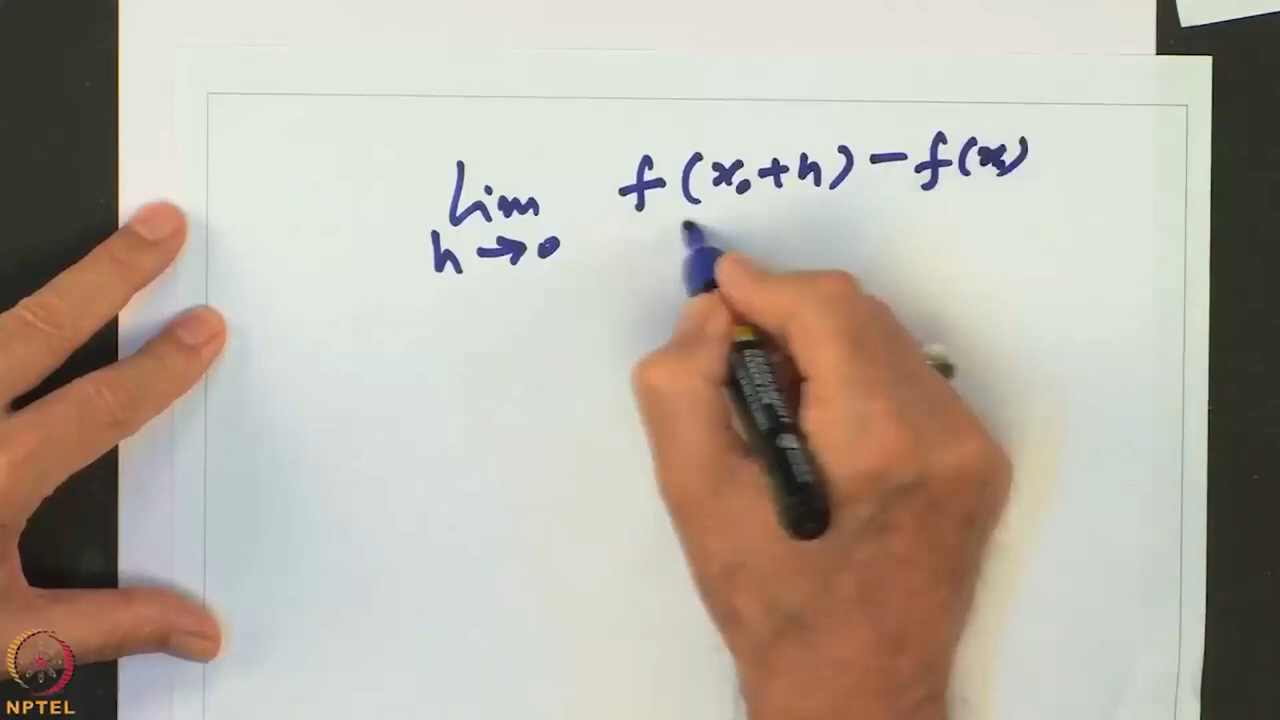 lim f(x₀+h) - f(x₀)
h→0
NPTEL